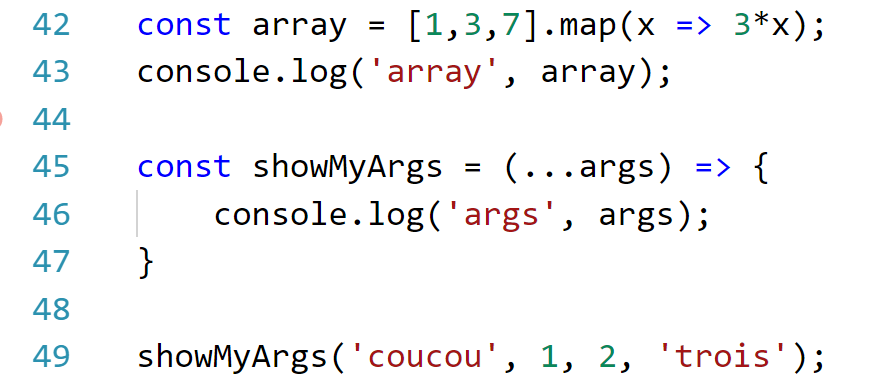 42 const array = [1,3,7].map(x => 3*x);
43 console.log('array', array);
44
45 const showMyArgs = (...args) => {
46 console.log('args', args);
47 }
48
49 showMyArgs('coucou', 1, 2, 'trois');